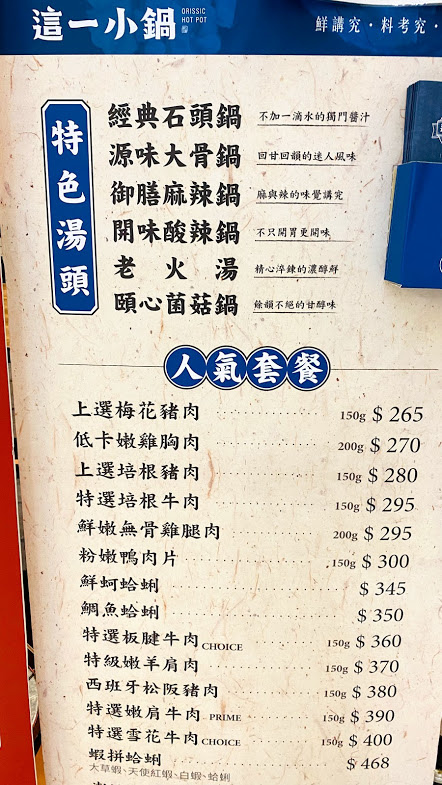 這一小鍋 ORISSIC HOT POT
鮮講究・料考究・
特色湯頭
經典石頭鍋 不加一滴水的獨門醬汁
源味大骨鍋 回甘回韻的迷人風味
御膳麻辣鍋 麻與辣的味覺講究
開味酸辣鍋 不只開胃更開味
老火湯 精心淬鍊的濃醇鮮
頤心菌菇鍋 餘韻不絕的甘醇味
人氣套餐
上選梅花豬肉 150g $ 265
低卡嫩雞胸肉 200g $ 270
上選培根豬肉 150g $ 280
特選培根牛肉 150g $ 295
鮮嫩無骨雞腿肉 200g $ 295
粉嫩鴨肉片 150g $ 300
鮮蚵蛤蜊 $ 345
鯛魚蛤蜊 $ 350
特選板腱牛肉 CHOICE 150g $ 360
特級嫩羊肩肉 150g $ 370
西班牙松阪豬肉 150g $ 380
特選嫩肩牛肉 PRIME 150g $ 390
特選雪花牛肉 CHOICE 150g $ 400
蝦拼蛤蜊 $ 468
大草蝦、天使紅蝦、白蝦、蛤蜊